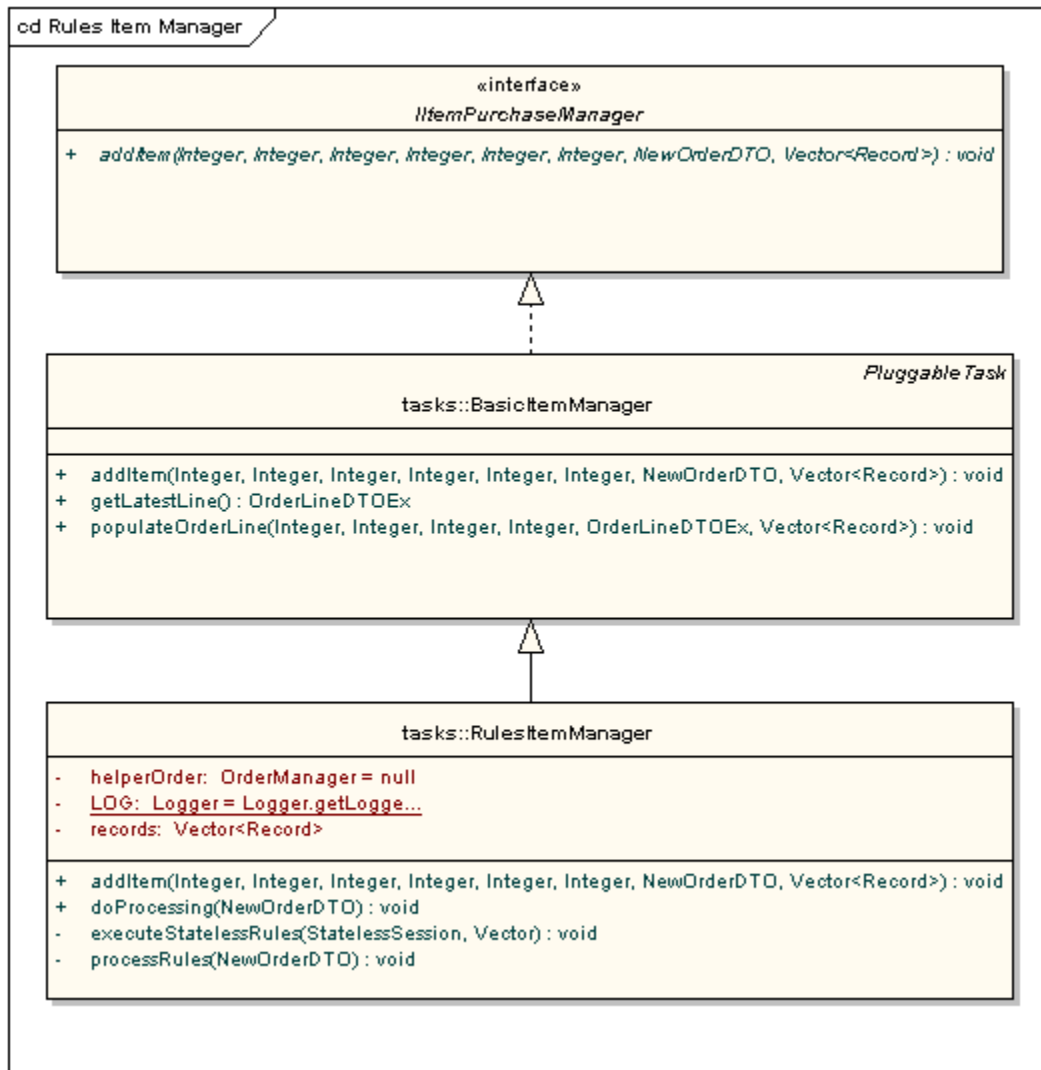 cd Rules Item Manager
«interface»
IItemPurchaseManager
+ addItem(Integer, Integer, Integer, Integer, Integer, Integer, NewOrderDTO, Vector<Record>) : void
PluggableTask
tasks::BasicItemManager
+ addItem(Integer, Integer, Integer, Integer, Integer, Integer, NewOrderDTO, Vector<Record>) : void
+ getLatestLine() : OrderLineDTOEx
+ populateOrderLine(Integer, Integer, Integer, Integer, OrderLineDTOEx, Vector<Record>) : void
tasks::RulesItemManager
- helperOrder: OrderManager = null
- LOG: Logger = Logger.getLogge...
- records: Vector<Record>
+ addItem(Integer, Integer, Integer, Integer, Integer, Integer, NewOrderDTO, Vector<Record>) : void
+ doProcessing(NewOrderDTO) : void
- executeStatelessRules(StatelessSession, Vector) : void
- processRules(NewOrderDTO) : void